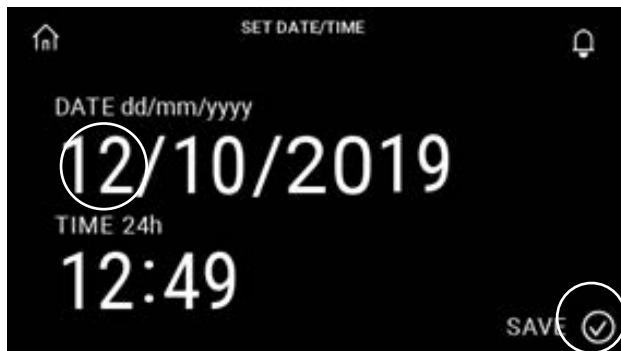 SET DATE/TIME
DATE dd/mm/yyyy
12/10/2019
TIME 24h
12:49
SAVE